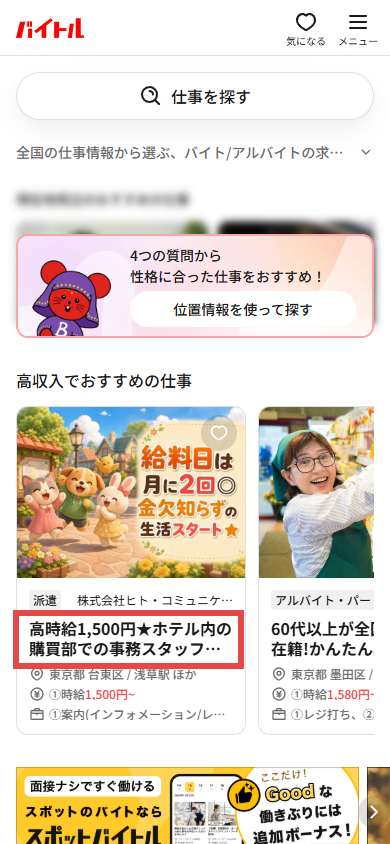 バイトル
気になる
メニュー
仕事を探す
全国の仕事情報から選ぶ、バイト/アルバイトの求…
4つの質問から
性格に合った仕事をおすすめ！
位置情報を使って探す
B
高収入でおすすめの仕事
給料日は
月に2回◎
金欠知らずの
生活スタート★
派遣
株式会社ヒト・コミュニケ…
アルバイト・パー
高時給1,500円★ホテル内の
購買部での事務スタッフ…
60代以上が全
在籍!かんたん
東京都 台東区 / 浅草駅 ほか
東京都 墨田区 /
①時給1,500円~
①時給1,580円~
①案内(インフォメーション/レ…
①レジ打ち、②
面接ナシですぐ働ける
スポットのバイトなら
スポットバイトル
ここだけ！
Goodな
働きぶりには
追加ボーナス！